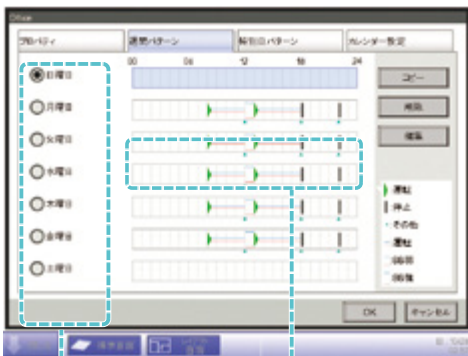 Office
プロパティ 週間パターン 特別日パターン カレンダー設定
00 06 12 18 24
日曜日
月曜日
火曜日
水曜日
木曜日
金曜日
土曜日
コピー
削除
編集
運転
停止
その他
運転
OK キャンセル